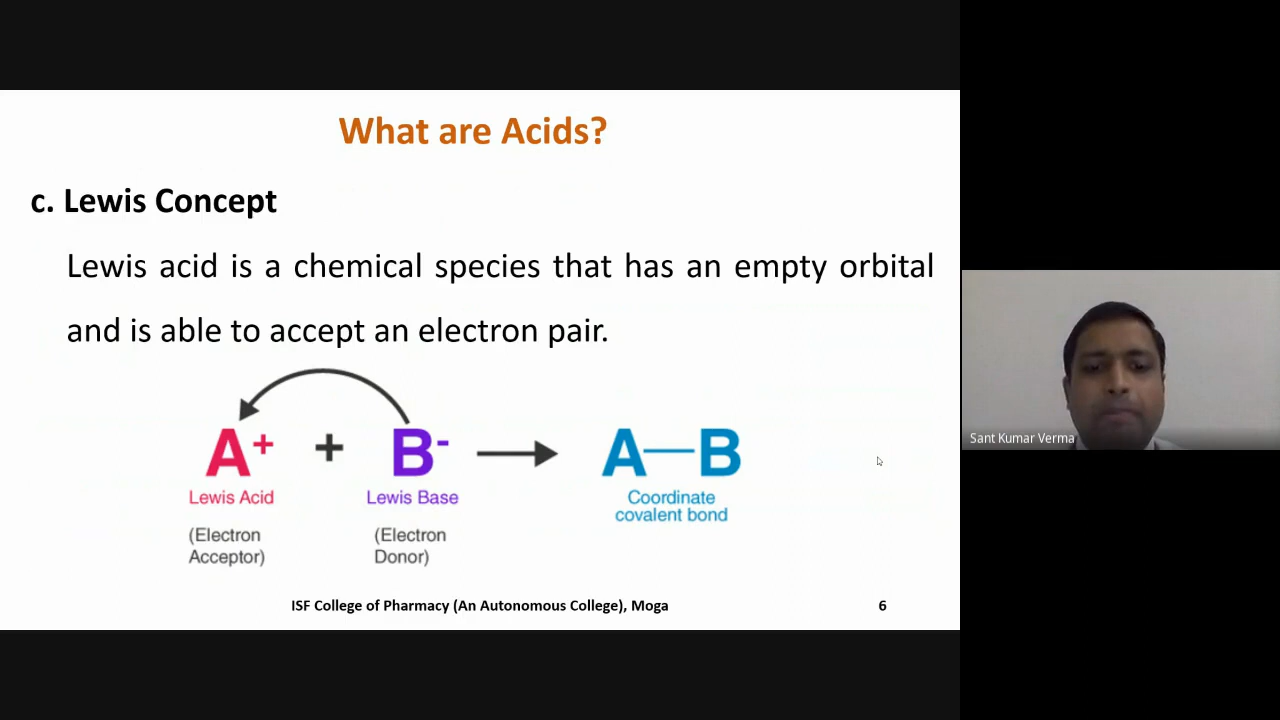 What are Acids?
c. Lewis Concept
Lewis acid is a chemical species that has an empty orbital
and is able to accept an electron pair.
A+ + B- A—B
Lewis Acid Lewis Base Coordinate
covalent bond
(Electron (Electron
Acceptor) Donor)
ISF College of Pharmacy (An Autonomous College), Moga 6
Sant Kumar Verma